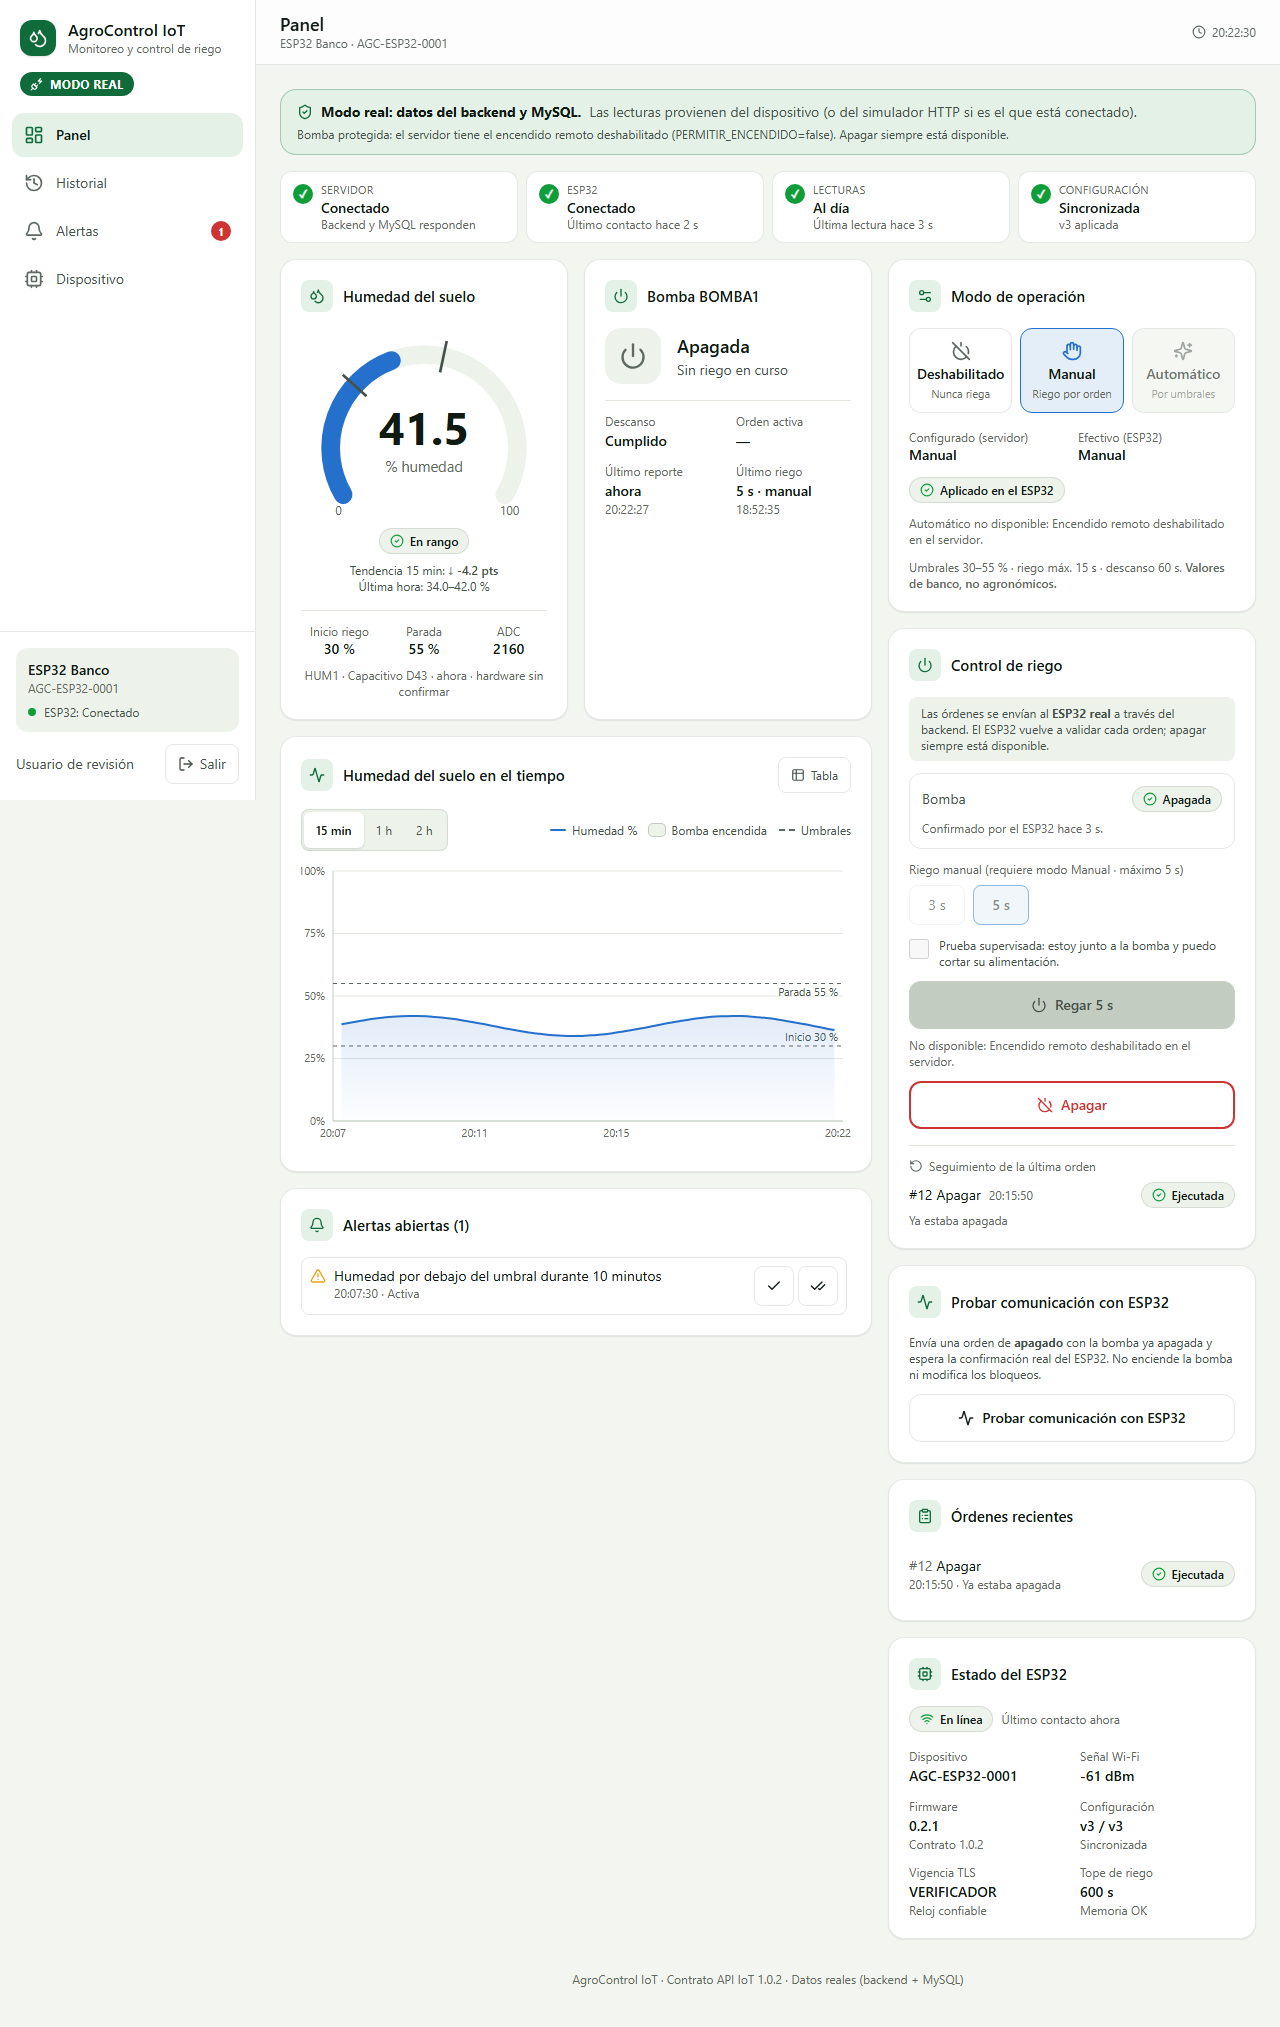 AgroControl IoT
Monitoreo y control de riego
MODO REAL
Panel
Historial
Alertas
1
Dispositivo
ESP32 Banco
AGC-ESP32-0001
ESP32: Conectado
Usuario de revisión
Salir
Panel
ESP32 Banco · AGC-ESP32-0001
20:22:30
Modo real: datos del backend y MySQL. Las lecturas provienen del dispositivo (o del simulador HTTP si es el que está conectado).
Bomba protegida: el servidor tiene el encendido remoto deshabilitado (PERMITIR_ENCENDIDO=false). Apagar siempre está disponible.
SERVIDOR
Conectado
Backend y MySQL responden
ESP32
Conectado
Último contacto hace 2 s
LECTURAS
Al día
Última lectura hace 3 s
CONFIGURACIÓN
Sincronizada
v3 aplicada
Humedad del suelo
41.5
% humedad
0
100
En rango
Tendencia 15 min: ↓ -4.2 pts
Última hora: 34.0–42.0 %
Inicio riego
30 %
Parada
55 %
ADC
2160
HUM1 · Capacitivo D43 · ahora · hardware sin
confirmar
Bomba BOMBA1
Apagada
Sin riego en curso
Descanso
Cumplido
Orden activa
—
Último reporte
ahora
20:22:27
Último riego
5 s · manual
18:52:35
Humedad del suelo en el tiempo
Tabla
15 min
1 h
2 h
Humedad %
Bomba encendida
Umbrales
100%
75%
50%
25%
0%
Parada 55 %
Inicio 30 %
20:07
20:11
20:15
20:22
Alertas abiertas (1)
Humedad por debajo del umbral durante 10 minutos
20:07:30 · Activa
Modo de operación
Deshabilitado
Nunca riega
Manual
Riego por orden
Automático
Por umbrales
Configurado (servidor)
Manual
Efectivo (ESP32)
Manual
Aplicado en el ESP32
Automático no disponible: Encendido remoto deshabilitado
en el servidor.
Umbrales 30–55 % · riego máx. 15 s · descanso 60 s. Valores
de banco, no agronómicos.
Control de riego
Las órdenes se envían al ESP32 real a través del
backend. El ESP32 vuelve a validar cada orden; apagar
siempre está disponible.
Bomba
Apagada
Confirmado por el ESP32 hace 3 s.
Riego manual (requiere modo Manual · máximo 5 s)
3 s
5 s
Prueba supervisada: estoy junto a la bomba y puedo
cortar su alimentación.
Regar 5 s
No disponible: Encendido remoto deshabilitado en el
servidor.
Apagar
Seguimiento de la última orden
#12 Apagar 20:15:50
Ejecutada
Ya estaba apagada
Probar comunicación con ESP32
Envía una orden de apagado con la bomba ya apagada y
espera la confirmación real del ESP32. No enciende la bomba
ni modifica los bloqueos.
Probar comunicación con ESP32
Órdenes recientes
#12 Apagar
20:15:50 · Ya estaba apagada
Ejecutada
Estado del ESP32
En línea
Último contacto ahora
Dispositivo
AGC-ESP32-0001
Señal Wi-Fi
-61 dBm
Firmware
0.2.1
Contrato 1.0.2
Configuración
v3 / v3
Sincronizada
Vigencia TLS
VERIFICADOR
Reloj confiable
Tope de riego
600 s
Memoria OK
AgroControl IoT · Contrato API IoT 1.0.2 · Datos reales (backend + MySQL)